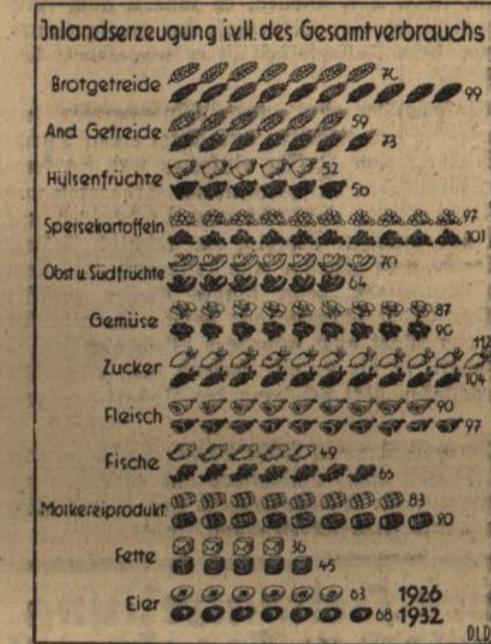 Inlandserzeugung i.v.H. des Gesamtverbrauchs
Brotgetreide
99
And. Getreide 59
73
Hülsenfrüchte 52
56
Speisekartoffeln 97
101
Obst u. Südfrüchte 70
64
Gemüse 87
90
Zucker 112
104
Fleisch 90
97
Fische 49
65
Molkereiprodukt 83
90
Fette 36
45
Eier 63 1926
68 1932
DLD